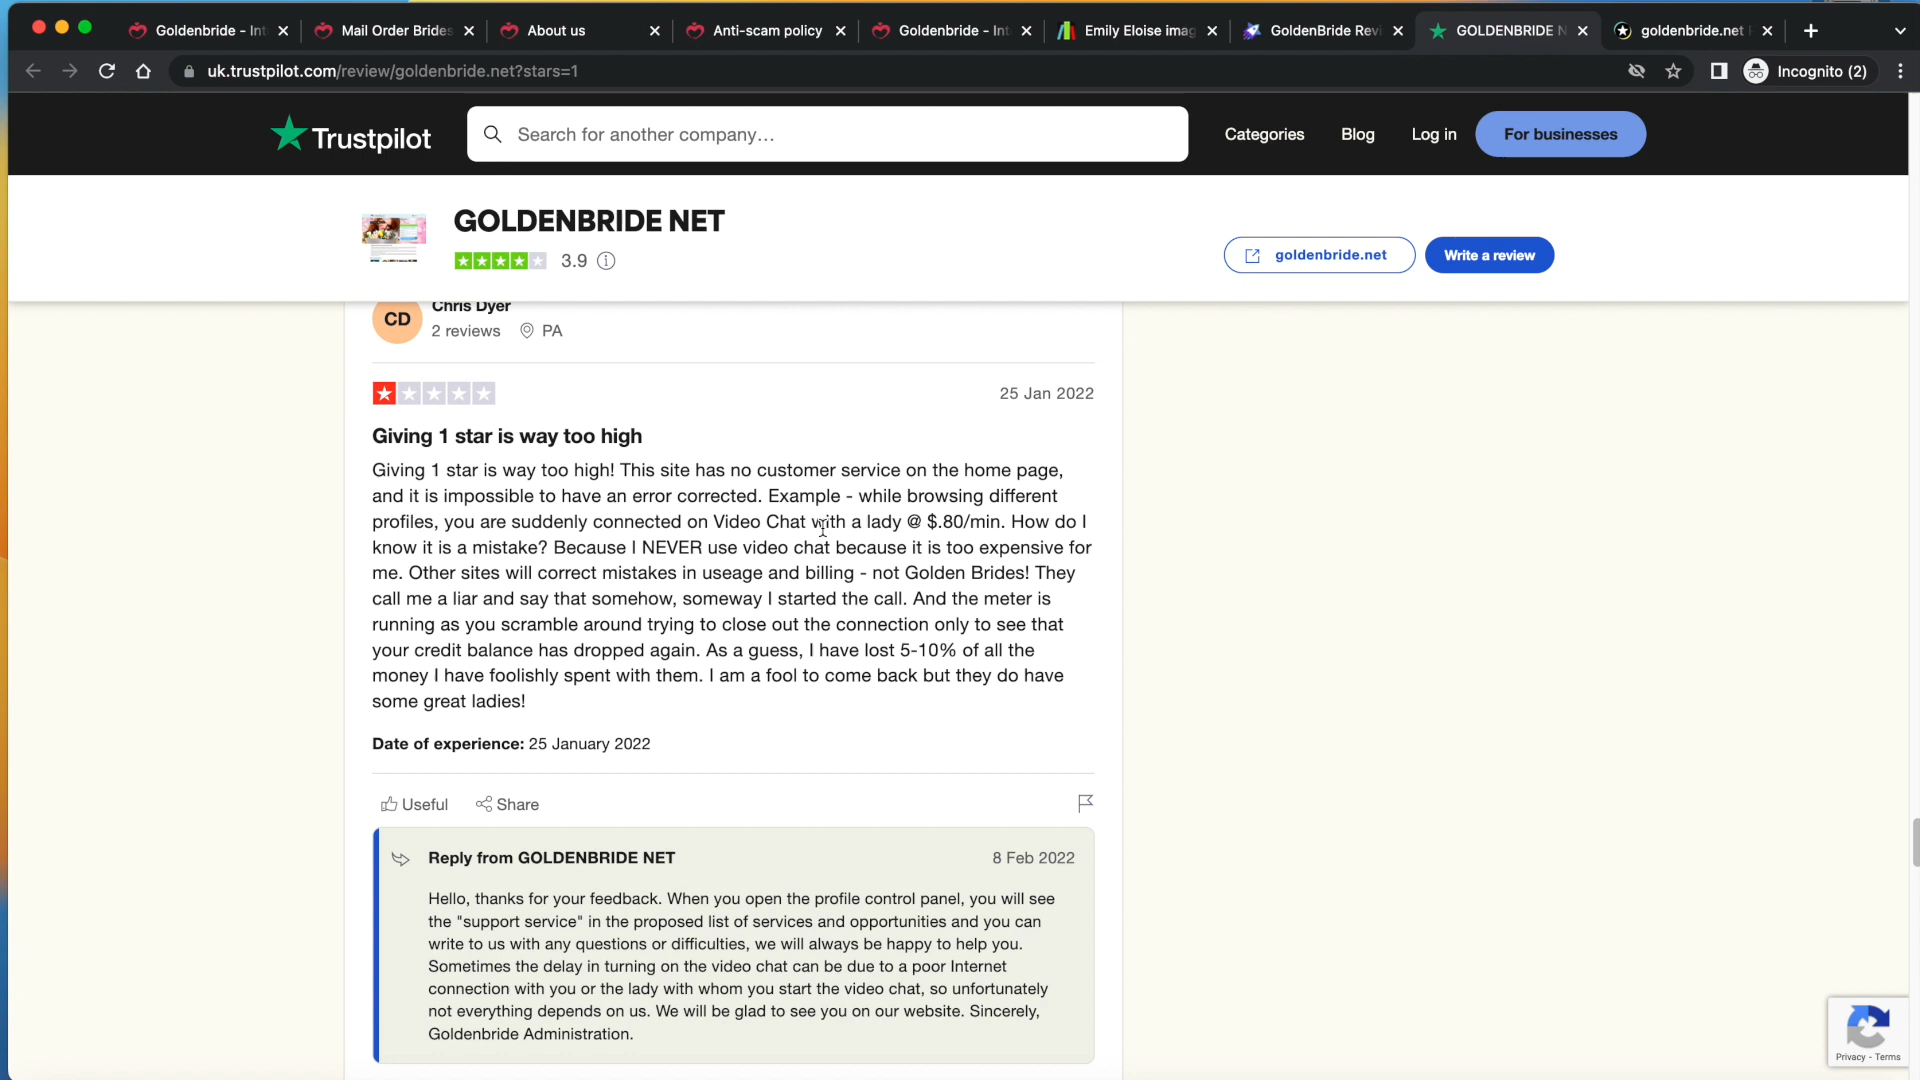 Goldenbride - Int
Mail Order Brides
About us
Anti-scam policy
Goldenbride - Int
Emily Eloise imag
GoldenBride Revi
GOLDENBRIDE N
goldenbride.net
uk.trustpilot.com/review/goldenbride.net?stars=1
Incognito (2)
Trustpilot
Search for another company...
Categories
Blog
Log in
For businesses
GOLDENBRIDE NET
3.9
goldenbride.net
Write a review
Chris Dyer
CD
2 reviews
PA
25 Jan 2022
Giving 1 star is way too high
Giving 1 star is way too high! This site has no customer service on the home page,
and it is impossible to have an error corrected. Example - while browsing different
profiles, you are suddenly connected on Video Chat with a lady @ $.80/min. How do I
know it is a mistake? Because I NEVER use video chat because it is too expensive for
me. Other sites will correct mistakes in useage and billing - not Golden Brides! They
call me a liar and say that somehow, someway I started the call. And the meter is
running as you scramble around trying to close out the connection only to see that
your credit balance has dropped again. As a guess, I have lost 5-10% of all the
money I have foolishly spent with them. I am a fool to come back but they do have
some great ladies!
Date of experience: 25 January 2022
Useful
Share
Reply from GOLDENBRIDE NET
8 Feb 2022
Hello, thanks for your feedback. When you open the profile control panel, you will see
the "support service" in the proposed list of services and opportunities and you can
write to us with any questions or difficulties, we will always be happy to help you.
Sometimes the delay in turning on the video chat can be due to a poor Internet
connection with you or the lady with whom you start the video chat, so unfortunately
not everything depends on us. We will be glad to see you on our website. Sincerely,
Goldenbride Administration.
Privacy - Terms